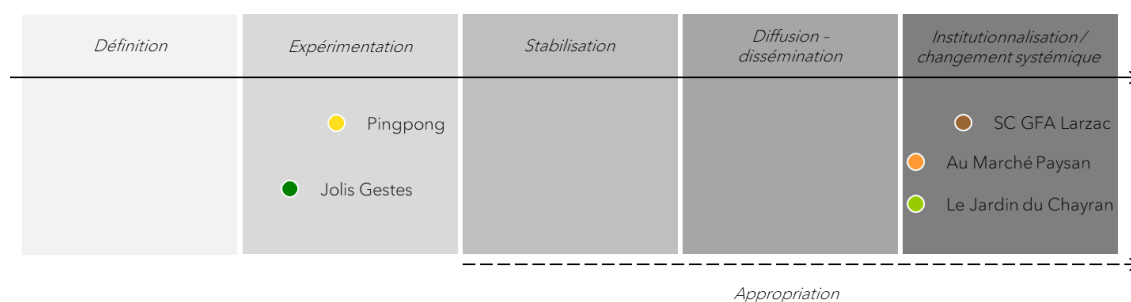 Définition
Expérimentation
Stabilisation
Diffusion –
dissémination
Institutionnalisation /
changement systémique
Pingpong
SC GFA Larzac
Au Marché Paysan
Jolis Gestes
Le Jardin du Chayran
Appropriation